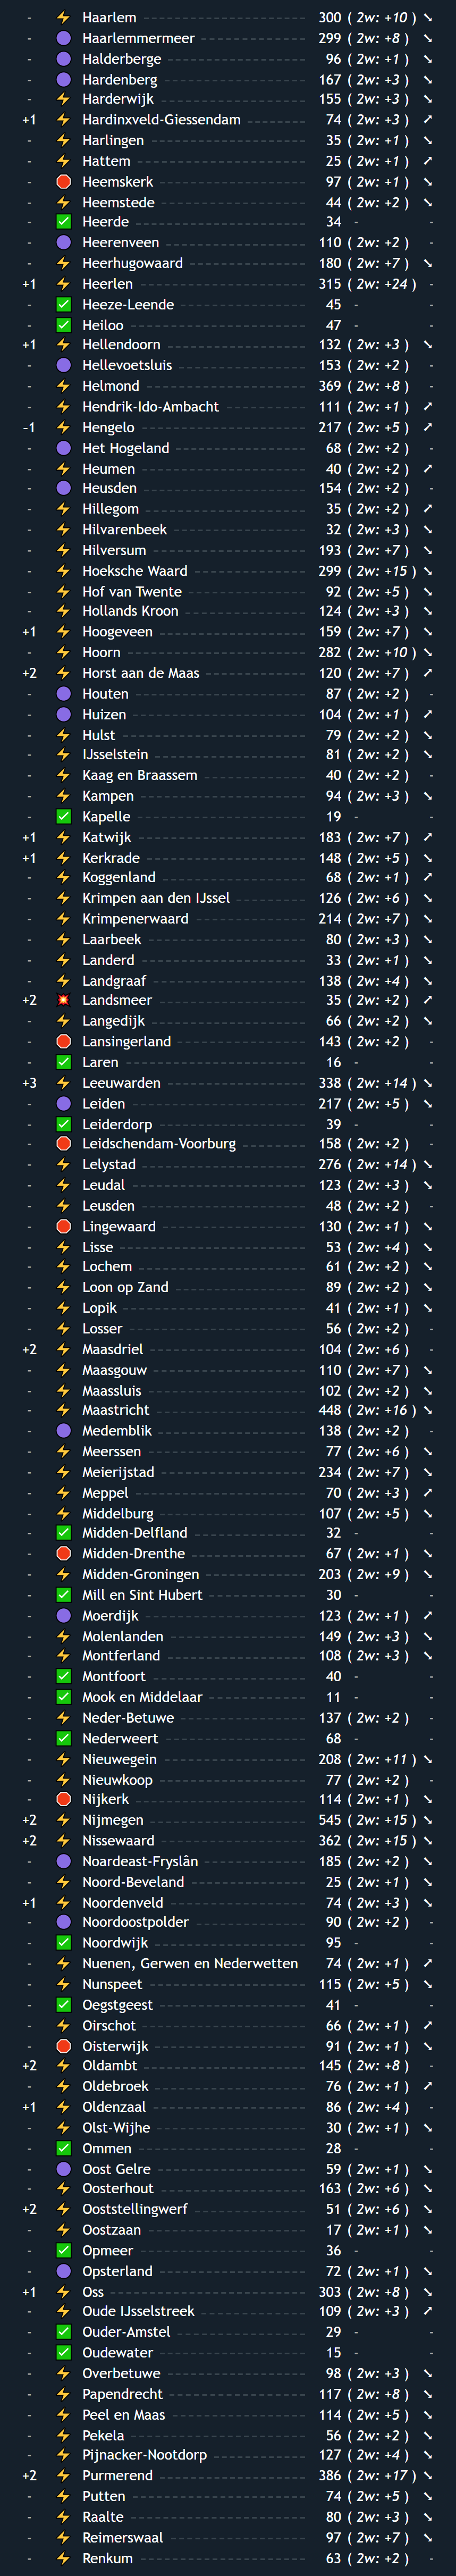 - ⚡ Haarlem 300 ( 2w: +10 ) ↘
- 🟣 Haarlemmermeer 299 ( 2w: +8 ) ↘
- 🟣 Halderberge 96 ( 2w: +1 ) ↘
- 🟣 Hardenberg 167 ( 2w: +3 ) ↘
- ⚡ Harderwijk 155 ( 2w: +3 ) ↘
+1 ⚡ Hardinxveld-Giessendam 74 ( 2w: +3 ) ↗
- ⚡ Harlingen 35 ( 2w: +1 ) ↘
- ⚡ Hattem 25 ( 2w: +1 ) ↗
- 🛑 Heemskerk 97 ( 2w: +1 ) ↘
- ⚡ Heemstede 44 ( 2w: +2 ) ↘
- ✅ Heerde 34 - -
- 🟣 Heerenveen 110 ( 2w: +2 ) -
- ⚡ Heerhugowaard 180 ( 2w: +7 ) ↘
+1 ⚡ Heerlen 315 ( 2w: +24 ) -
- ✅ Heeze-Leende 45 - -
- ✅ Heiloo 47 - -
+1 ⚡ Hellendoorn 132 ( 2w: +3 ) ↘
- 🟣 Hellevoetsluis 153 ( 2w: +2 ) -
- ⚡ Helmond 369 ( 2w: +8 ) -
- ⚡ Hendrik-Ido-Ambacht 111 ( 2w: +1 ) ↗
-1 ⚡ Hengelo 217 ( 2w: +5 ) ↗
- 🟣 Het Hogeland 68 ( 2w: +2 ) -
- ⚡ Heumen 40 ( 2w: +2 ) ↗
- 🟣 Heusden 154 ( 2w: +2 ) -
- ⚡ Hillegom 35 ( 2w: +2 ) ↗
- ⚡ Hilvarenbeek 32 ( 2w: +3 ) ↘
- ⚡ Hilversum 193 ( 2w: +7 ) ↘
- ⚡ Hoeksche Waard 299 ( 2w: +15 ) ↘
- ⚡ Hof van Twente 92 ( 2w: +5 ) ↘
- ⚡ Hollands Kroon 124 ( 2w: +3 ) ↘
+1 ⚡ Hoogeveen 159 ( 2w: +7 ) ↘
- ⚡ Hoorn 282 ( 2w: +10 ) ↘
+2 ⚡ Horst aan de Maas 120 ( 2w: +7 ) ↗
- 🟣 Houten 87 ( 2w: +2 ) -
- 🟣 Huizen 104 ( 2w: +1 ) ↗
- ⚡ Hulst 79 ( 2w: +2 ) ↘
- ⚡ IJsselstein 81 ( 2w: +2 ) ↘
- ⚡ Kaag en Braassem 40 ( 2w: +2 ) -
- ⚡ Kampen 94 ( 2w: +3 ) ↘
- ✅ Kapelle 19 - -
+1 ⚡ Katwijk 183 ( 2w: +7 ) ↗
+1 ⚡ Kerkrade 148 ( 2w: +5 ) ↘
- ⚡ Koggenland 68 ( 2w: +1 ) ↗
- ⚡ Krimpen aan den IJssel 126 ( 2w: +6 ) ↘
- ⚡ Krimpenerwaard 214 ( 2w: +7 ) ↘
- ⚡ Laarbeek 80 ( 2w: +3 ) ↘
- ⚡ Landerd 33 ( 2w: +1 ) ↘
- ⚡ Landgraaf 138 ( 2w: +4 ) ↘
+2 💥 Landsmeer 35 ( 2w: +2 ) ↗
- ⚡ Langedijk 66 ( 2w: +2 ) ↘
- 🛑 Lansingerland 143 ( 2w: +2 ) -
- ✅ Laren 16 - -
+3 ⚡ Leeuwarden 338 ( 2w: +14 ) ↘
- 🟣 Leiden 217 ( 2w: +5 ) ↘
- ✅ Leiderdorp 39 - -
- 🛑 Leidschendam-Voorburg 158 ( 2w: +2 ) -
- ⚡ Lelystad 276 ( 2w: +14 ) ↘
- ⚡ Leudal 123 ( 2w: +3 ) ↘
- ⚡ Leusden 48 ( 2w: +2 ) -
- 🛑 Lingewaard 130 ( 2w: +1 ) ↘
- ⚡ Lisse 53 ( 2w: +4 ) ↘
- ⚡ Lochem 61 ( 2w: +2 ) ↘
- ⚡ Loon op Zand 89 ( 2w: +2 ) ↘
- ⚡ Lopik 41 ( 2w: +1 ) ↘
- ⚡ Losser 56 ( 2w: +2 ) -
+2 ⚡ Maasdriel 104 ( 2w: +6 ) -
- ⚡ Maasgouw 110 ( 2w: +7 ) ↘
- ⚡ Maassluis 102 ( 2w: +2 ) ↘
- ⚡ Maastricht 448 ( 2w: +16 ) ↘
- 🟣 Medemblik 138 ( 2w: +2 ) -
- ⚡ Meerssen 77 ( 2w: +6 ) ↘
- ⚡ Meierijstad 234 ( 2w: +7 ) ↘
- ⚡ Meppel 70 ( 2w: +3 ) ↗
- ⚡ Middelburg 107 ( 2w: +5 ) ↘
- ✅ Midden-Delfland 32 - -
- 🛑 Midden-Drenthe 67 ( 2w: +1 ) ↘
- ⚡ Midden-Groningen 203 ( 2w: +9 ) ↘
- ✅ Mill en Sint Hubert 30 - -
- 🟣 Moerdijk 123 ( 2w: +1 ) ↗
- ⚡ Molenlanden 149 ( 2w: +3 ) ↘
- ⚡ Montferland 108 ( 2w: +3 ) ↘
- ✅ Montfoort 40 - -
- ✅ Mook en Middelaar 11 - -
- ⚡ Neder-Betuwe 137 ( 2w: +2 ) -
- ✅ Nederweert 68 - -
- ⚡ Nieuwegein 208 ( 2w: +11 ) ↘
- ⚡ Nieuwkoop 77 ( 2w: +2 ) -
- 🛑 Nijkerk 114 ( 2w: +1 ) ↘
+2 ⚡ Nijmegen 545 ( 2w: +15 ) ↘
+2 ⚡ Nissewaard 362 ( 2w: +15 ) ↘
- 🟣 Noardeast-Fryslân 185 ( 2w: +2 ) ↘
- ⚡ Noord-Beveland 25 ( 2w: +1 ) ↘
+1 ⚡ Noordenveld 74 ( 2w: +3 ) ↘
- 🟣 Noordoostpolder 90 ( 2w: +2 ) -
- ✅ Noordwijk 95 - -
- ⚡ Nuenen, Gerwen en Nederwetten 74 ( 2w: +1 ) ↗
- ⚡ Nunspeet 115 ( 2w: +5 ) ↘
- ✅ Oegstgeest 41 - -
- ⚡ Oirschot 66 ( 2w: +1 ) ↗
- 🛑 Oisterwijk 91 ( 2w: +1 ) ↘
+2 ⚡ Oldambt 145 ( 2w: +8 ) -
- ⚡ Oldebroek 76 ( 2w: +1 ) ↗
+1 ⚡ Oldenzaal 86 ( 2w: +4 ) -
- ⚡ Olst-Wijhe 30 ( 2w: +1 ) ↘
- ✅ Ommen 28 - -
- 🟣 Oost Gelre 59 ( 2w: +1 ) ↘
- ⚡ Oosterhout 163 ( 2w: +6 ) ↘
+2 ⚡ Ooststellingwerf 51 ( 2w: +6 ) ↘
- ⚡ Oostzaan 17 ( 2w: +1 ) ↘
- ✅ Opmeer 36 - -
- 🟣 Opsterland 72 ( 2w: +1 ) ↘
+1 ⚡ Oss 303 ( 2w: +8 ) ↘
- ⚡ Oude IJsselstreek 109 ( 2w: +3 ) ↗
- ✅ Ouder-Amstel 29 - -
- ✅ Oudewater 15 - -
- ⚡ Overbetuwe 98 ( 2w: +3 ) ↘
- ⚡ Papendrecht 117 ( 2w: +8 ) ↘
- ⚡ Peel en Maas 114 ( 2w: +5 ) ↘
- ⚡ Pekela 56 ( 2w: +2 ) ↘
- ⚡ Pijnacker-Nootdorp 127 ( 2w: +4 ) ↘
+2 ⚡ Purmerend 386 ( 2w: +17 ) ↘
- ⚡ Putten 74 ( 2w: +5 ) ↘
- ⚡ Raalte 80 ( 2w: +3 ) ↘
- ⚡ Reimerswaal 97 ( 2w: +7 ) ↘
- ⚡ Renkum 63 ( 2w: +2 ) -